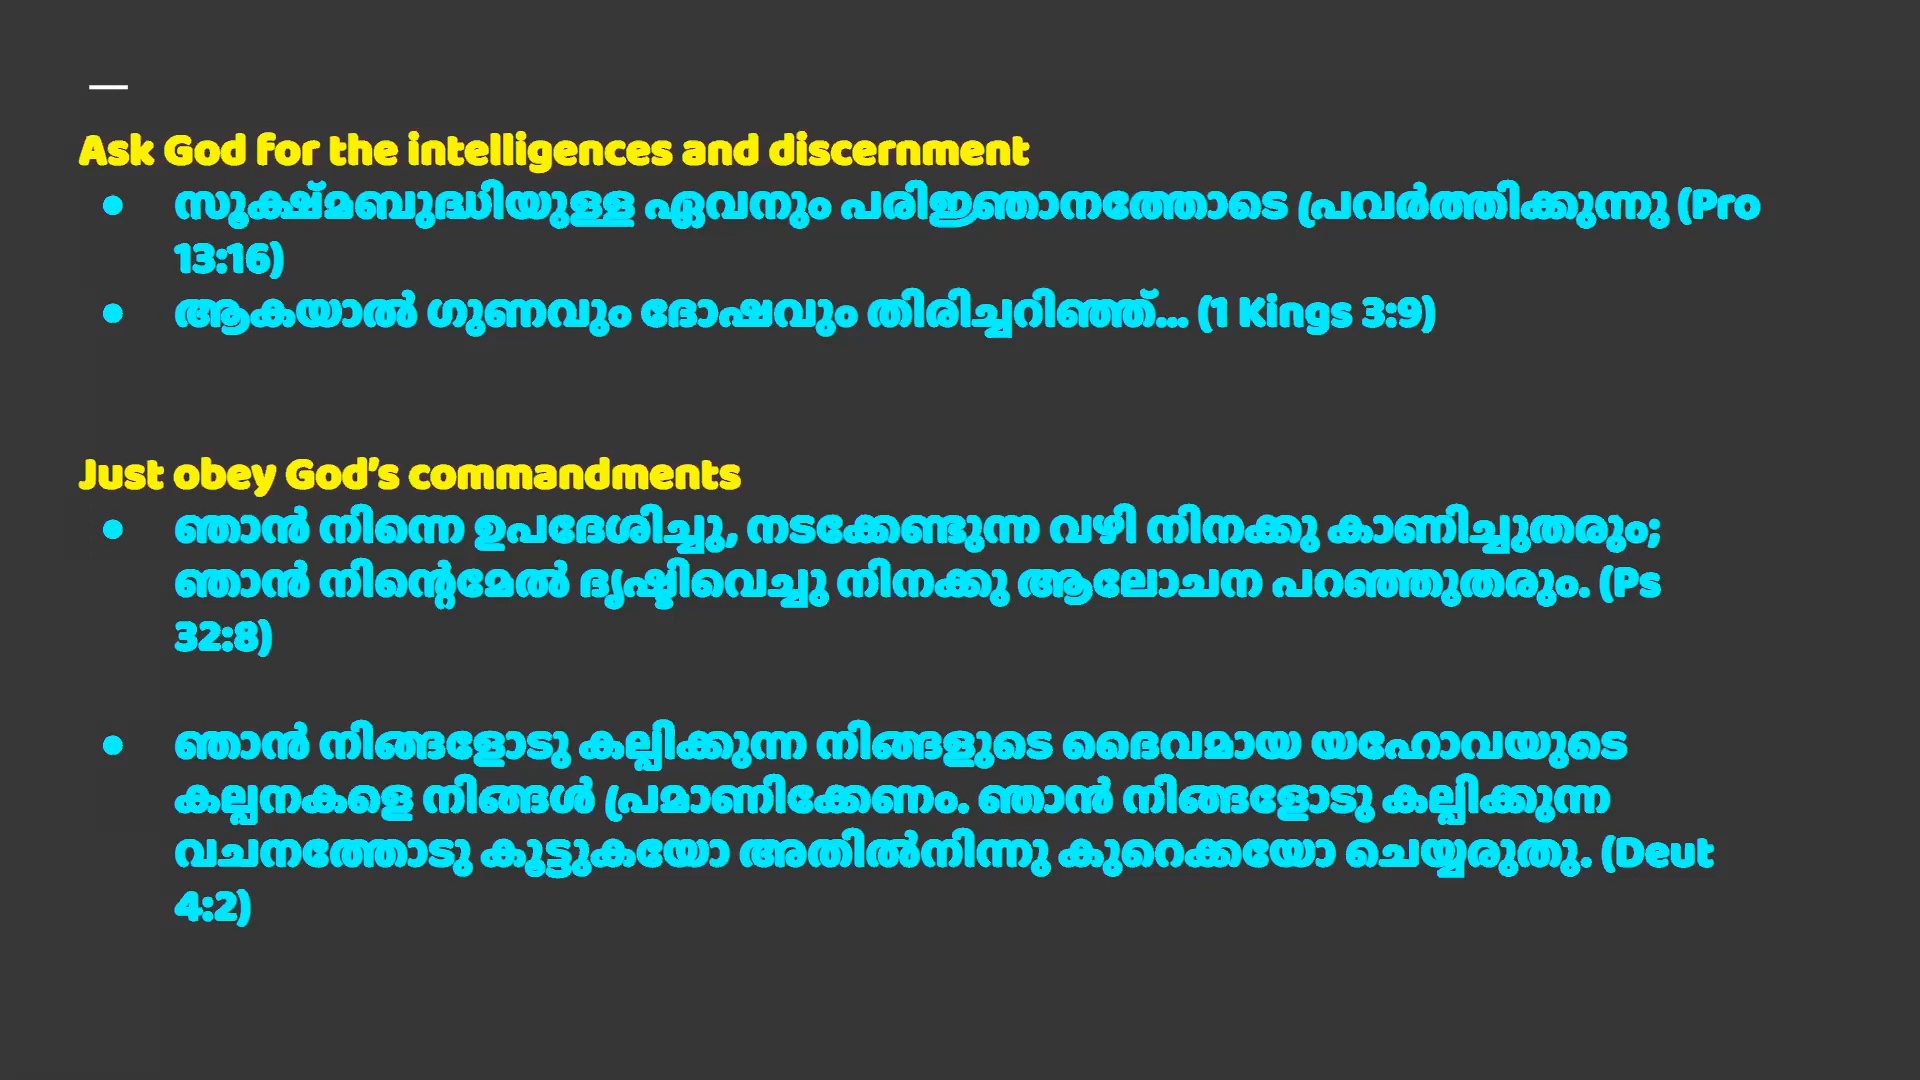 Ask God for the intelligences and discernment
● സൂക്ഷ്മബുദ്ധിയുള്ള ഏവനും പരിജ്ഞാനത്തോടെ പ്രവർത്തിക്കുന്നു (Pro
13:16)
● ആകയാൽ ഗുണവും ദോഷവും തിരിച്ചറിഞ്ഞ്... (1 Kings 3:9)
Just obey God’s commandments
● ഞാൻ നിന്നെ ഉപദേശിച്ചു, നടക്കേണ്ടുന്ന വഴി നിനക്കു കാണിച്ചുതരും;
ഞാൻ നിന്റെമേൽ ദൃഷ്ടിവെച്ചു നിനക്കു ആലോചന പറഞ്ഞുതരും. (Ps
32:8)
● ഞാൻ നിങ്ങളോടു കല്പിക്കുന്ന നിങ്ങളുടെ ദൈവമായ യഹോവയുടെ
കല്പനകളെ നിങ്ങൾ പ്രമാണിക്കേണം. ഞാൻ നിങ്ങളോടു കല്പിക്കുന്ന
വചനത്തോടു കൂട്ടുകയോ അതിൽനിന്നു കുറെക്കയോ ചെയ്യരുതു. (Deut
4:2)